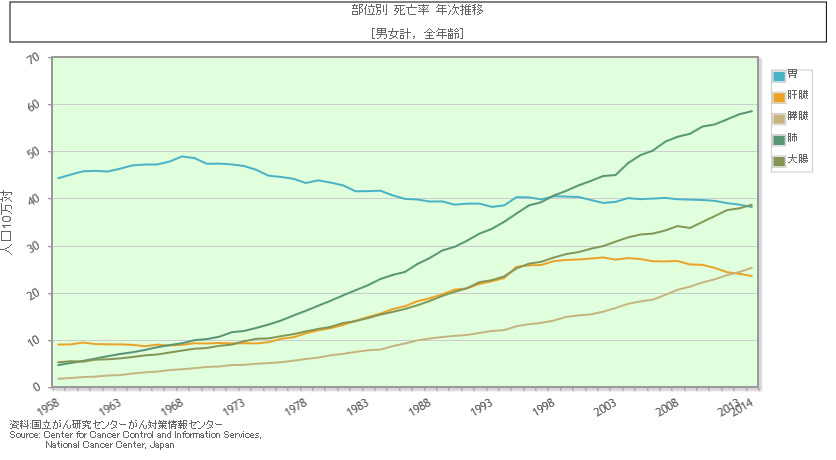 部位別 死亡率 年次推移
[男女計，全年齢]
70
60
50
40
30
20
10
0
人口10万対
1958
1963
1968
1973
1978
1983
1988
1993
1998
2003
2008
2013
2014
胃
肝臓
膵臓
肺
大腸
資料:国立がん研究センターがん対策情報センター
Source: Center for Cancer Control and Information Services,
National Cancer Center, Japan